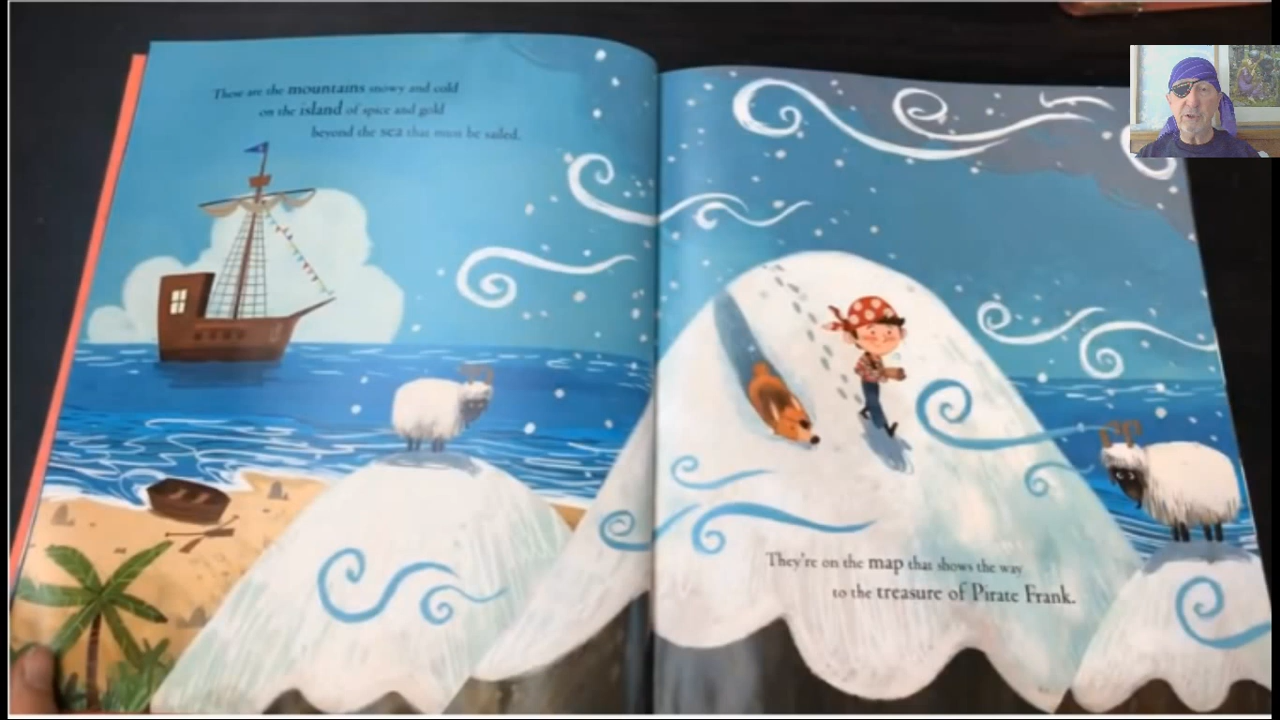 These are the mountains snowy and cold
on the island of spice and gold
beyond the sea that must be sailed.
They're on the map that shows the way
to the treasure of Pirate Frank.